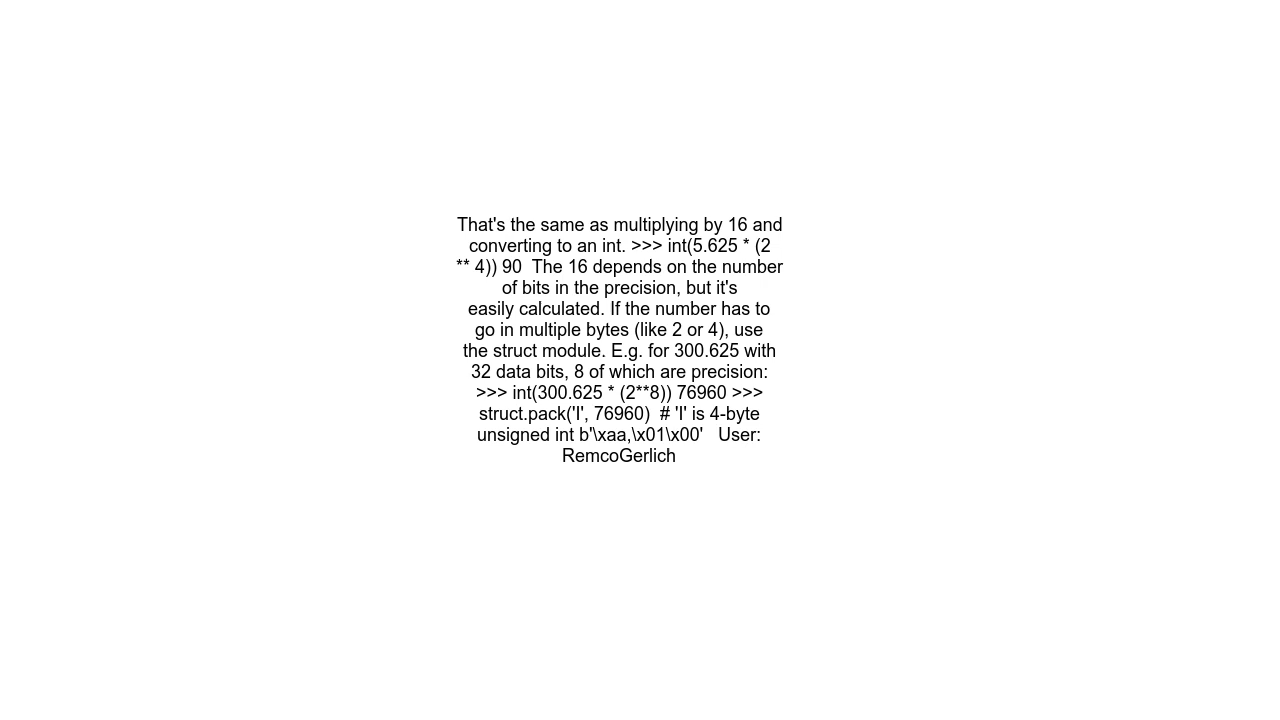 That's the same as multiplying by 16 and
converting to an int. >>> int(5.625 * (2
** 4)) 90  The 16 depends on the number
of bits in the precision, but it's
easily calculated. If the number has to
go in multiple bytes (like 2 or 4), use
the struct module. E.g. for 300.625 with
32 data bits, 8 of which are precision:
>>> int(300.625 * (2**8)) 76960 >>>
struct.pack('I', 76960)  # 'I' is 4-byte
unsigned int b'\xaa,\x01\x00'   User:
RemcoGerlich